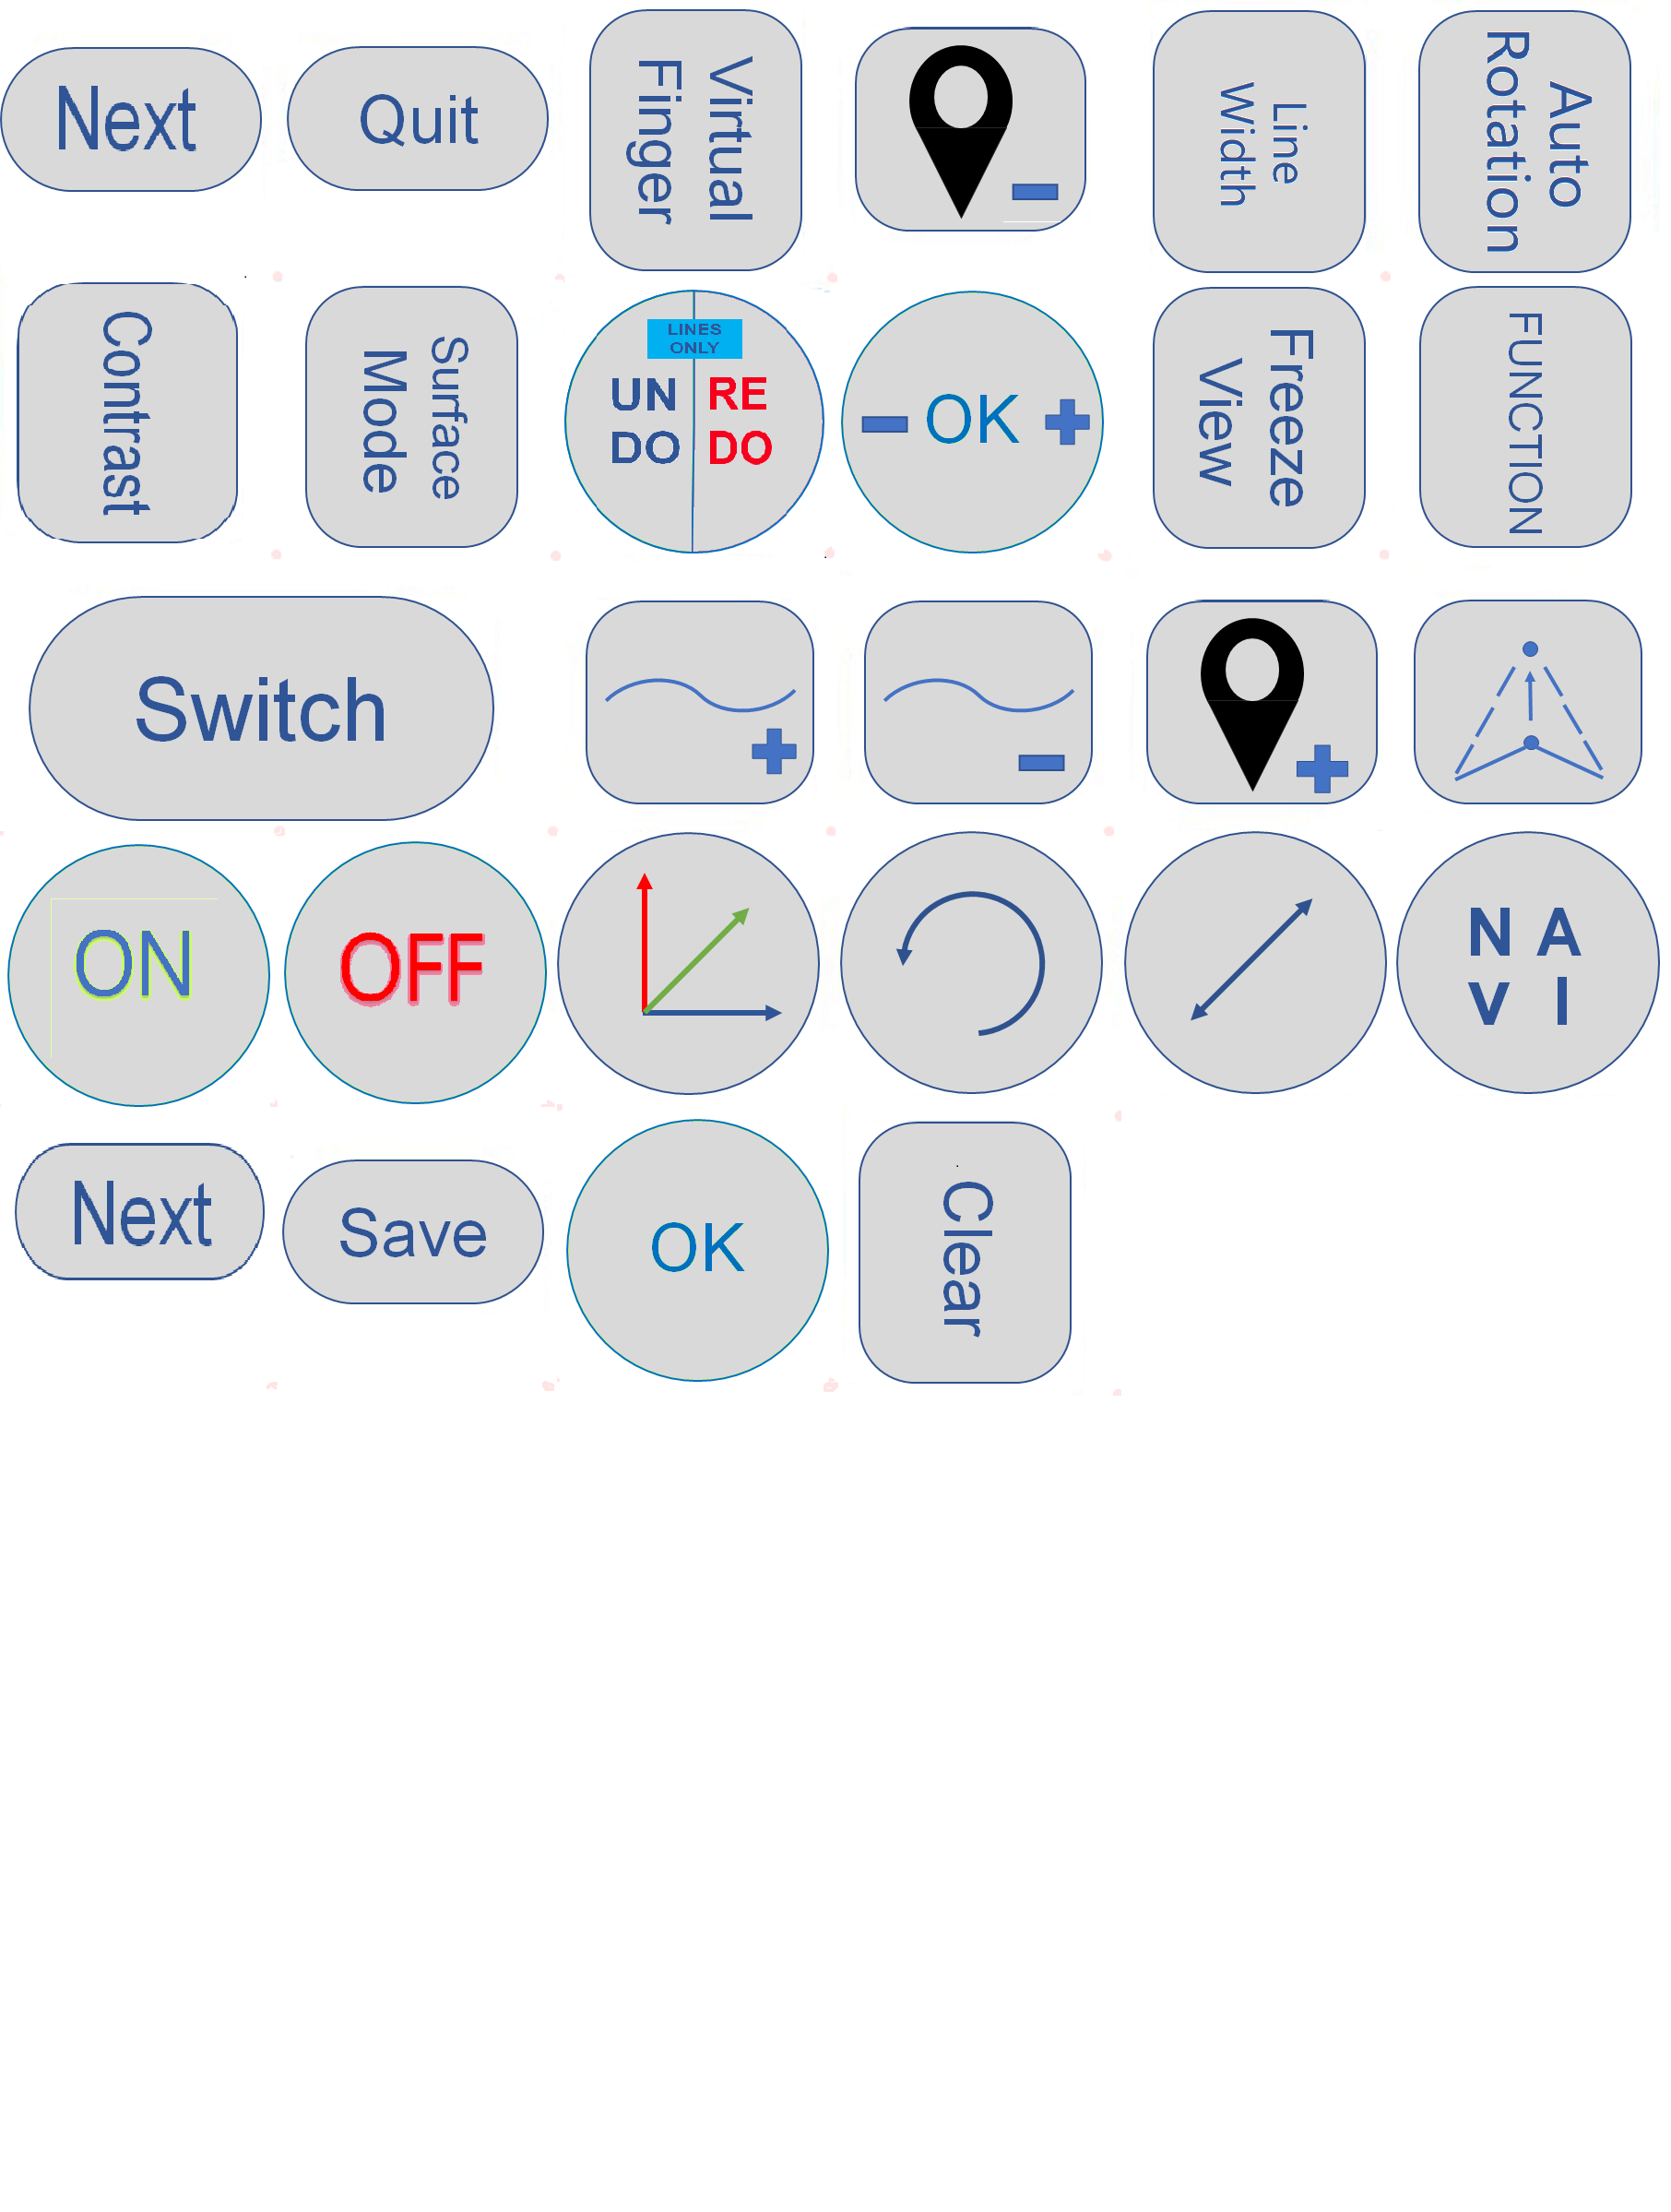 Next
Quit
Virtual
Finger
Line
Width
Auto
Rotation
Contrast
Surface
Mode
LINES
ONLY
UN RE
DO DO
OK
Freeze
View
FUNCTION
Switch
ON
OFF
N A
V I
Next
Save
OK
Clear